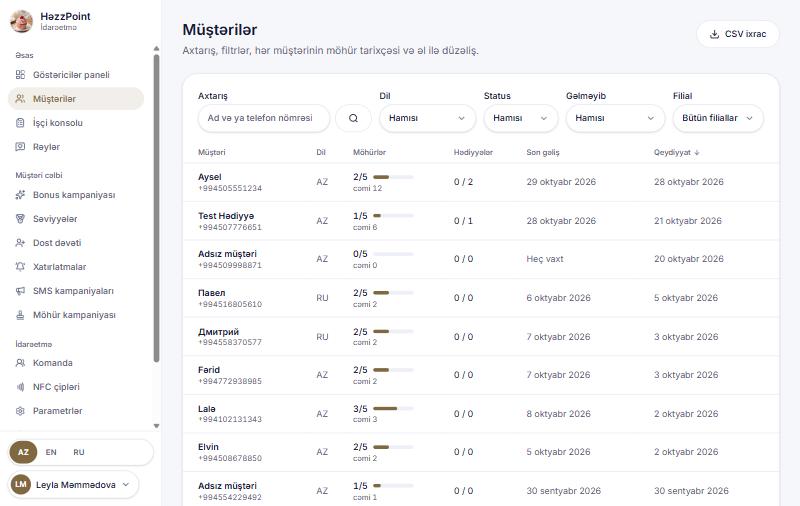 HəzzPoint
İdarəetmə
Əsas
Göstəricilər paneli
Müştərilər
İşçi konsolu
Rəylər
Müştəri cəlbi
Bonus kampaniyası
Səviyyələr
Dost dəvəti
Xatırlatmalar
SMS kampaniyaları
Möhür kampaniyası
İdarəetmə
Komanda
NFC çipləri
Parametrlər
AZ EN RU
LM Leyla Məmmədova
Müştərilər
Axtarış, filtrlər, hər müştərinin möhür tarixçəsi və əl ilə düzəliş.
CSV ixrac
Axtarış Dil Status Gəlməyib Filial
Ad və ya telefon nömrəsi Hamısı Hamısı Hamısı Bütün filiallar
Müştəri Dil Möhürlər Hədiyyələr Son gəliş Qeydiyyat ↓
Aysel AZ 2/5 0 / 2 29 oktyabr 2026 28 oktyabr 2026
+994505551234 cəmi 12
Test Hədiyyə AZ 1/5 0 / 1 28 oktyabr 2026 21 oktyabr 2026
+994507776651 cəmi 6
Adsız müştəri AZ 0/5 0 / 0 Heç vaxt 20 oktyabr 2026
+994509998871 cəmi 0
Павел RU 2/5 0 / 0 6 oktyabr 2026 5 oktyabr 2026
+994516805610 cəmi 2
Дмитрий RU 2/5 0 / 0 7 oktyabr 2026 3 oktyabr 2026
+994558370577 cəmi 2
Fərid AZ 2/5 0 / 0 7 oktyabr 2026 3 oktyabr 2026
+994772938985 cəmi 2
Lalə AZ 3/5 0 / 0 8 oktyabr 2026 2 oktyabr 2026
+994102131343 cəmi 3
Elvin AZ 2/5 0 / 0 5 oktyabr 2026 2 oktyabr 2026
+994508678850 cəmi 2
Adsız müştəri AZ 1/5 0 / 0 30 sentyabr 2026 30 sentyabr 2026
+994554229492 cəmi 1